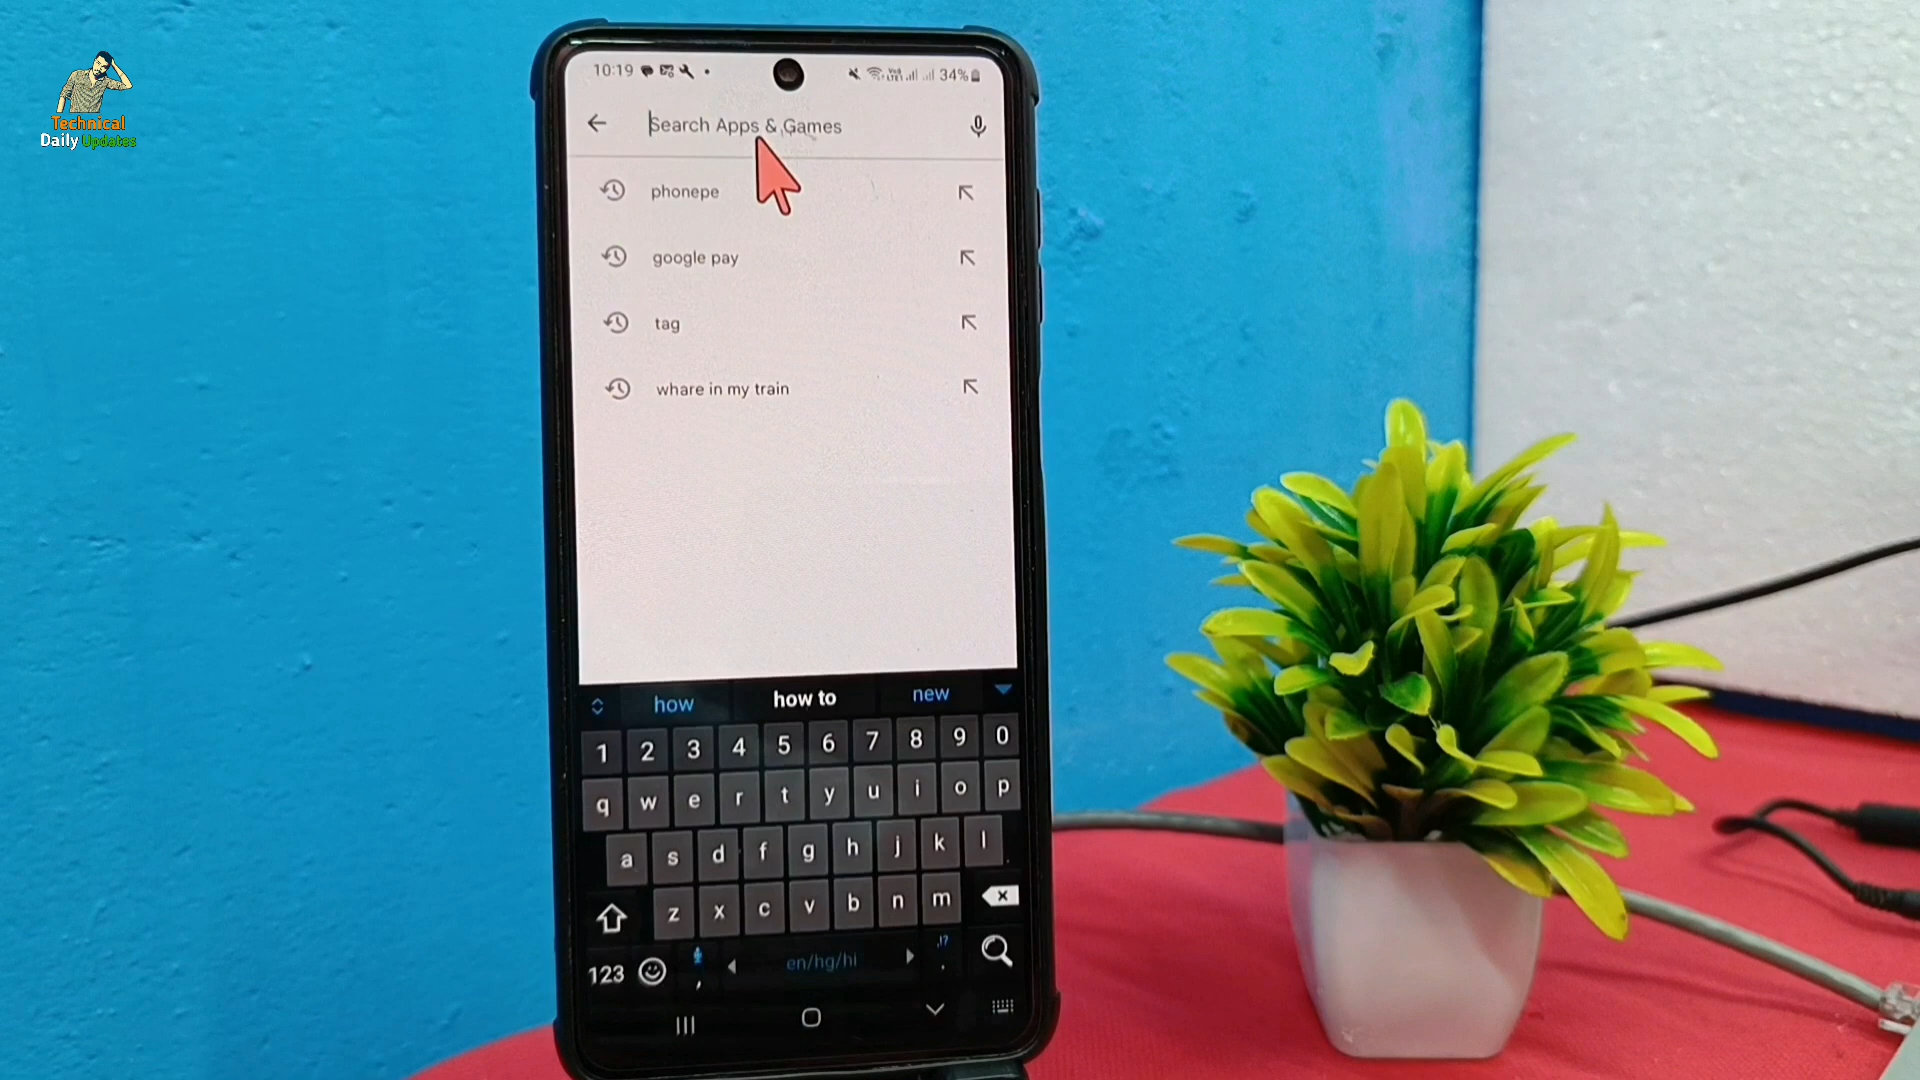 Technical
Daily Updates
10:19
34%
Search Apps & Games
phonepe
google pay
tag
whare in my train
how how to new
1 2 3 4 5 6 7 8 9 0
q w e r t y u i o p
a s d f g h j k l
z x c v b n m
,!?
123 , en/hg/hi .